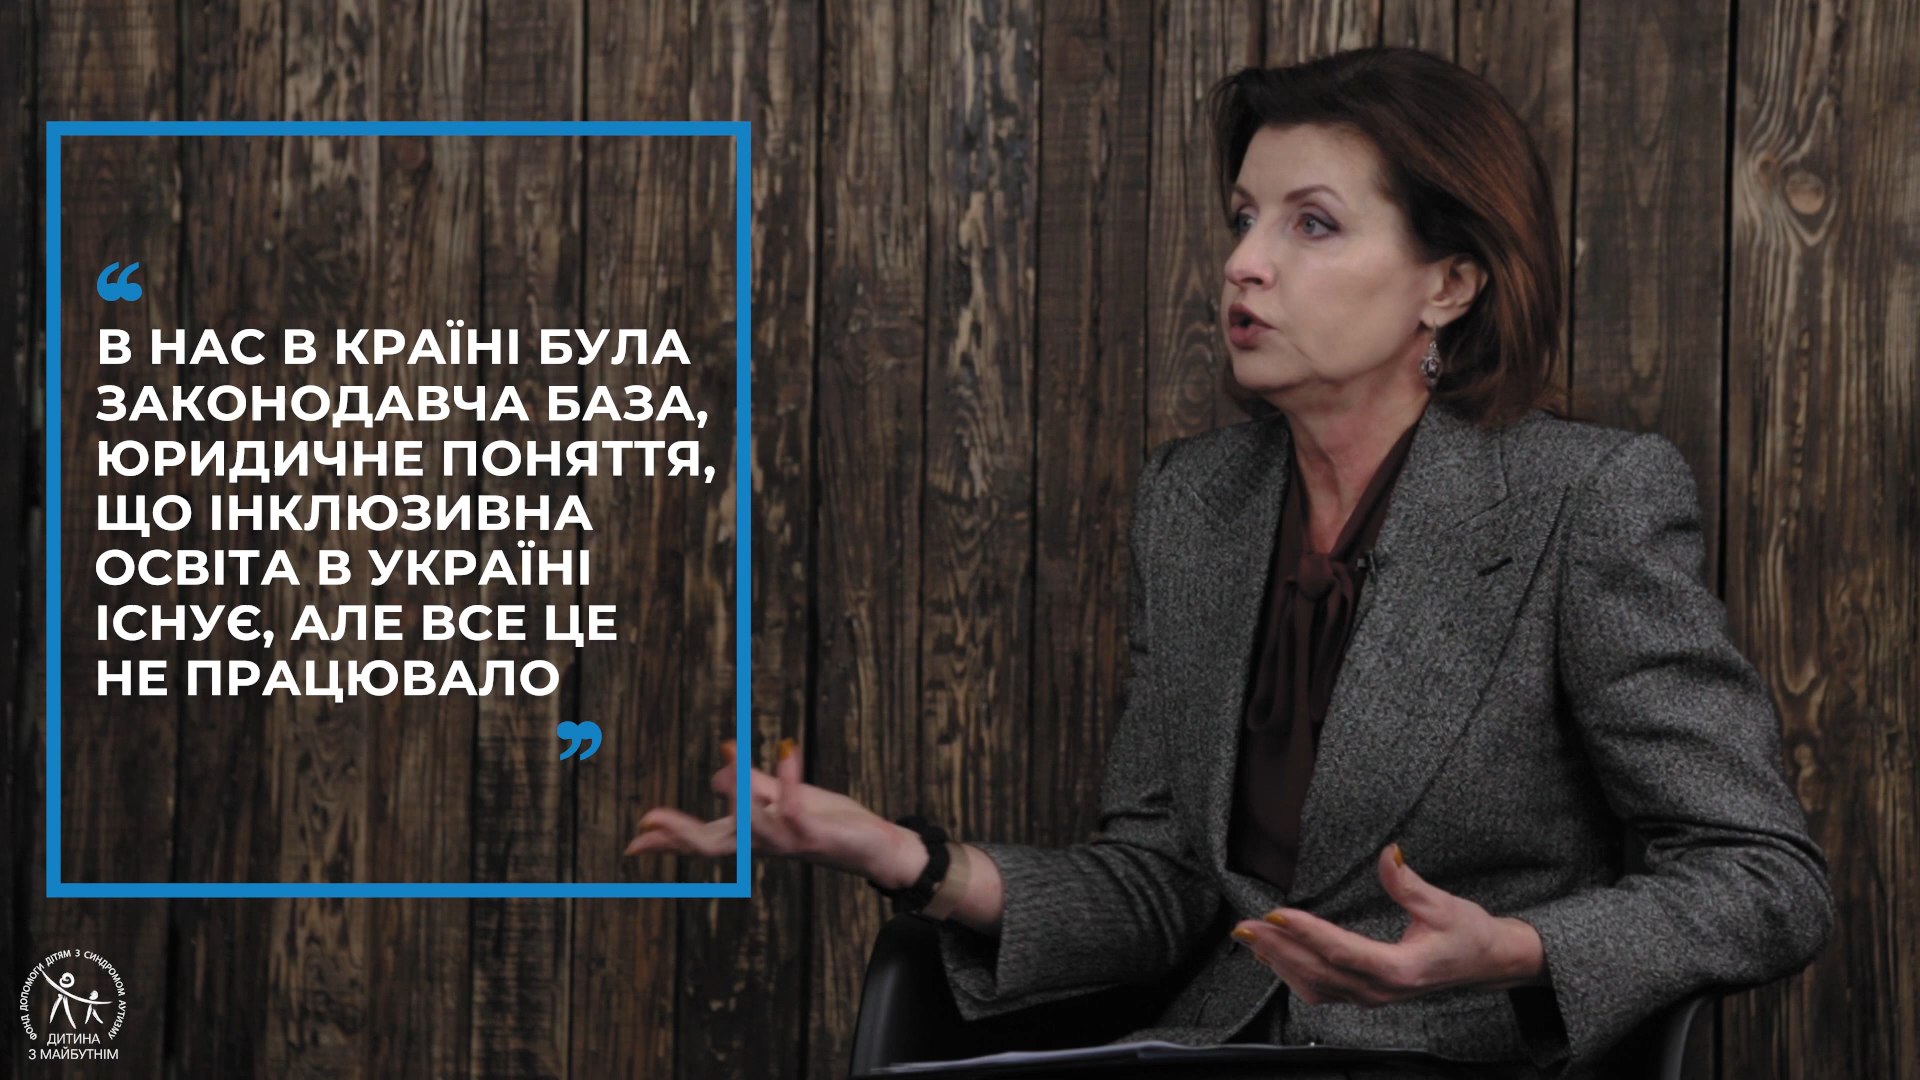 “
В НАС В КРАЇНІ БУЛА
ЗАКОНОДАВЧА БАЗА,
ЮРИДИЧНЕ ПОНЯТТЯ,
ЩО ІНКЛЮЗИВНА
ОСВІТА В УКРАЇНІ
ІСНУЄ, АЛЕ ВСЕ ЦЕ
НЕ ПРАЦЮВАЛО
”
ФОНД ДОПОМОГИ ДІТЯМ З СИНДРОМОМ АУТИЗМУ
ДИТИНА
З МАЙБУТНІМ